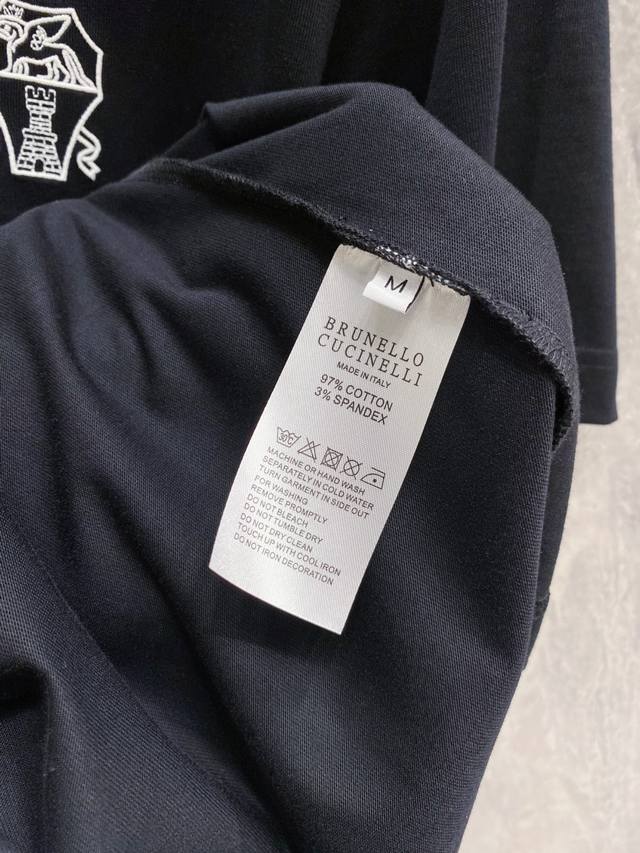 M
BRUNELLO
CUCINELLI
MADE IN ITALY
97% COTTON
3% SPANDEX
30°C
MACHINE OR HAND WASH
SEPARATELY IN COLD WATER
TURN GARMENT IN SIDE OUT
FOR WASHING
REMOVE PROMPTLY
DO NOT BLEACH
DO NOT TUMBLE DRY
DO NOT DRY CLEAN
TOUCH UP WITH COOL IRON
DO NOT IRON DECORATION